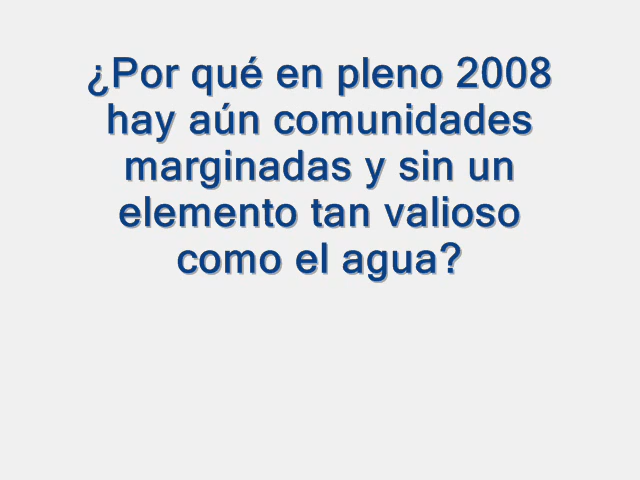 ¿Por qué en pleno 2008
hay aún comunidades
marginadas y sin un
elemento tan valioso
como el agua?